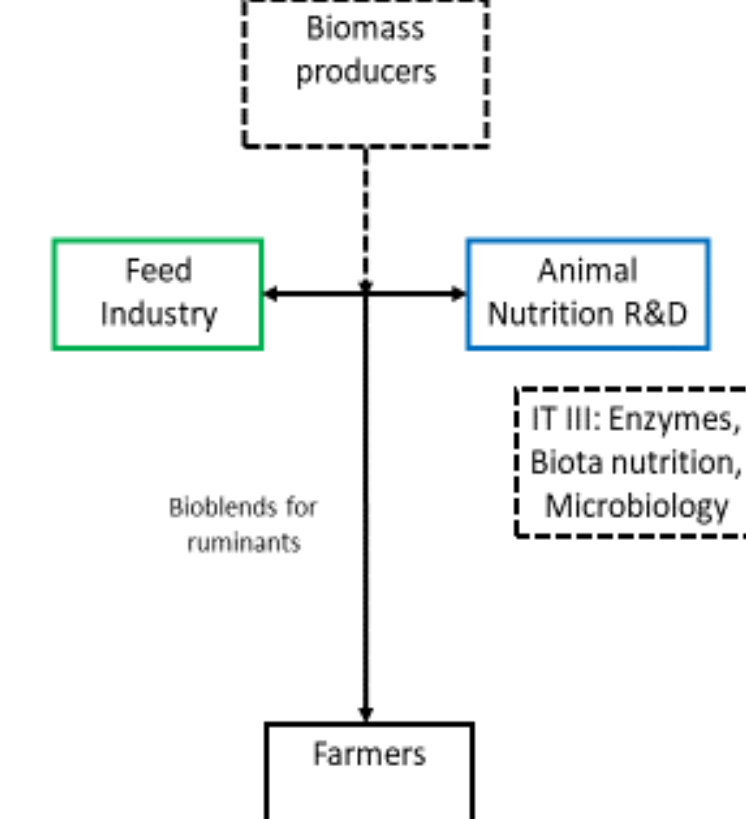 Biomass
producers
Feed
Industry
Animal
Nutrition R&D
IT III: Enzymes,
Biota nutrition,
Microbiology
Bioblends for
ruminants
Farmers